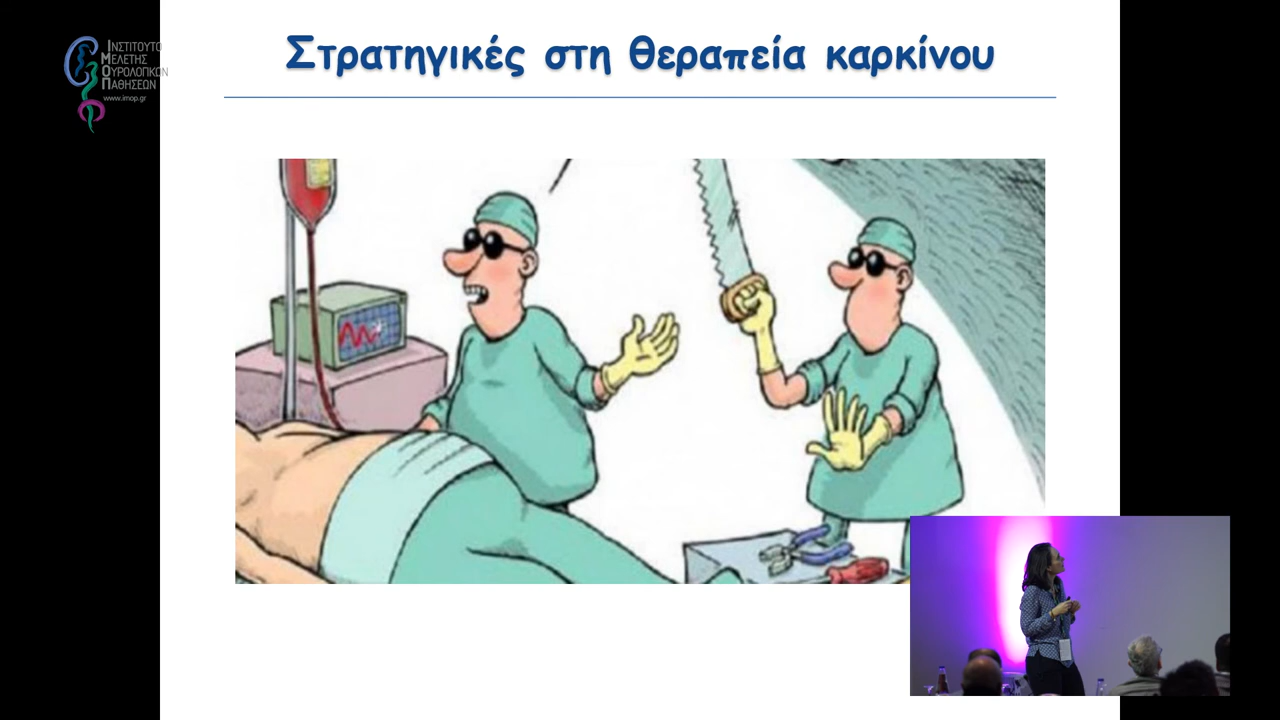 Στρατηγικές στη θεραπεία καρκίνου
ΙΝΣΤΙΤΟΥΤΟ
ΜΕΛΕΤΗΣ
ΟΥΡΟΛΟΓΙΚΩΝ
ΠΑΘΗΣΕΩΝ
www.imop.gr